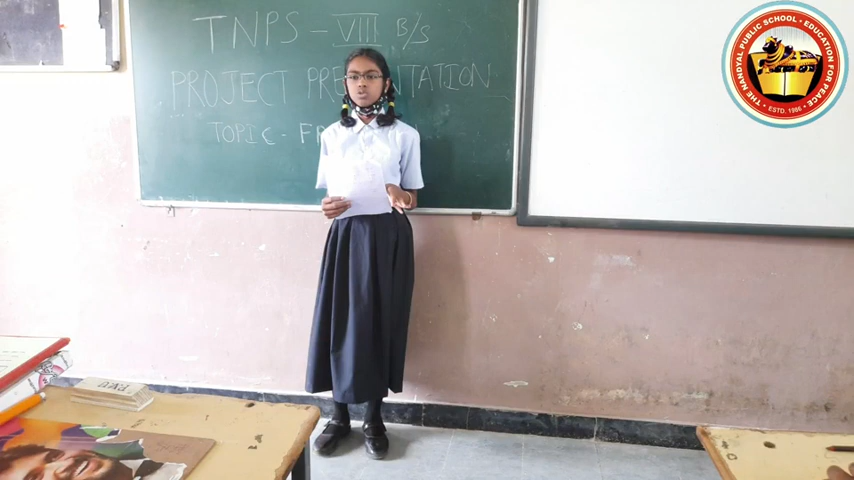 TNPS - VIII B/S
PROJECT PRE TATION
TOPIC - FR
THE NANDYAL PUBLIC SCHOOL • EDUCATION FOR PEACE
• ESTD. 1986 •